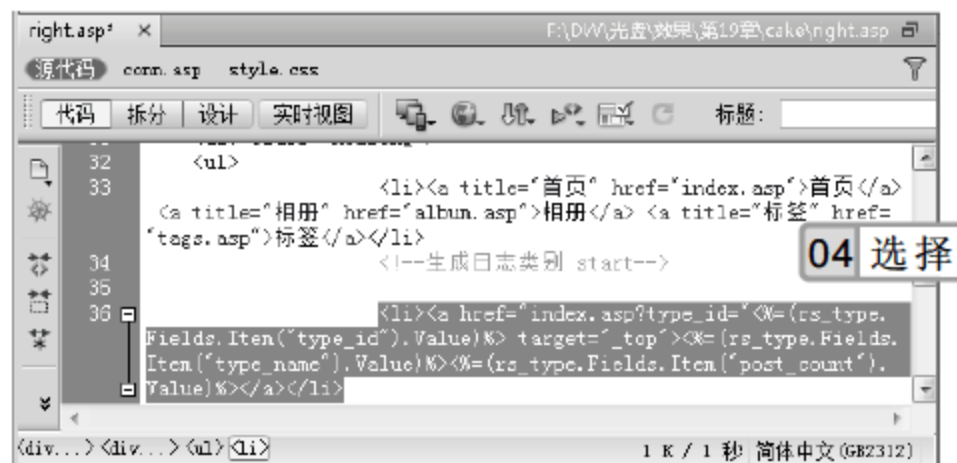 right.asp* ×
F:\DW\光盘\效果\第19章\cake\right.asp
源代码 conn.asp style.css
代码 拆分 设计 实时视图 标题:
32 <ul>
33 <li><a title="首页" href="index.asp">首页</a>
<a title="相册" href="album.asp">相册</a> <a title="标签" href=
"tags.asp">标签</a></li>
04 选择
34 <!--生成日志类别 start-->
35
36 <li><a href="index.asp?type_id="<%=(rs_type.
Fields.Item("type_id").Value)%> target="_top"><%=(rs_type.Fields.
Item("type_name").Value)%><%=(rs_type.Fields.Item("post_count").
Value)%></a></li>
<div...> <div...> <ul> <li>
1 K / 1 秒 简体中文(GB2312)